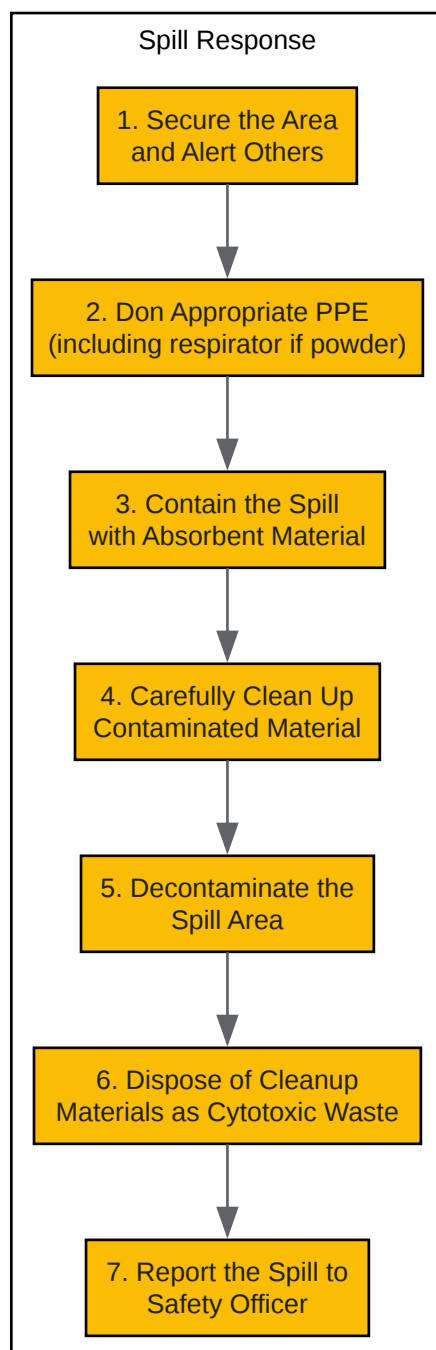 Spill Response
1. Secure the Area
and Alert Others
2. Don Appropriate PPE
(including respirator if powder)
3. Contain the Spill
with Absorbent Material
4. Carefully Clean Up
Contaminated Material
5. Decontaminate the
Spill Area
6. Dispose of Cleanup
Materials as Cytotoxic Waste
7. Report the Spill to
Safety Officer